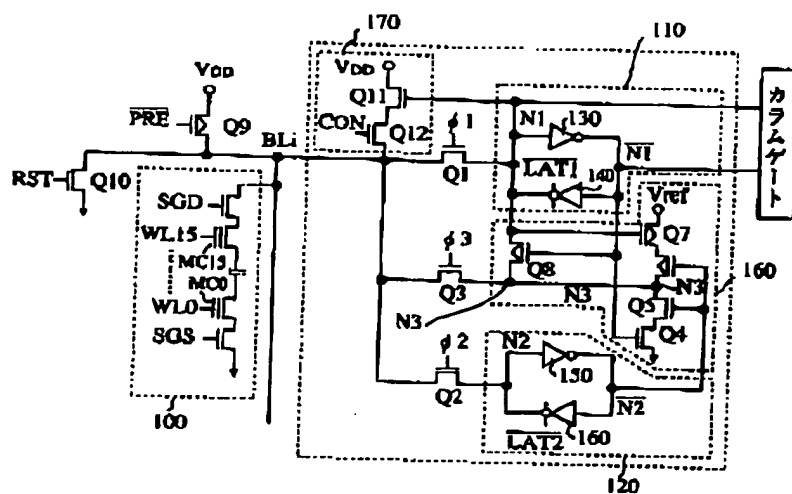 170
110
VDD
VDD
Q11
PRE
Q9
CON
Q12
φ1
N1
130
N1
BLi
RST
Q10
Q1
LAT1
140
Vref
カラムゲート
SGD
WL15
MC15
MC0
WL0
SGS
100
φ3
Q3
Q8
Q7
N3
N3
N3
Q5
Q4
160
φ2
Q2
N2
150
N2
LAT2
160
120